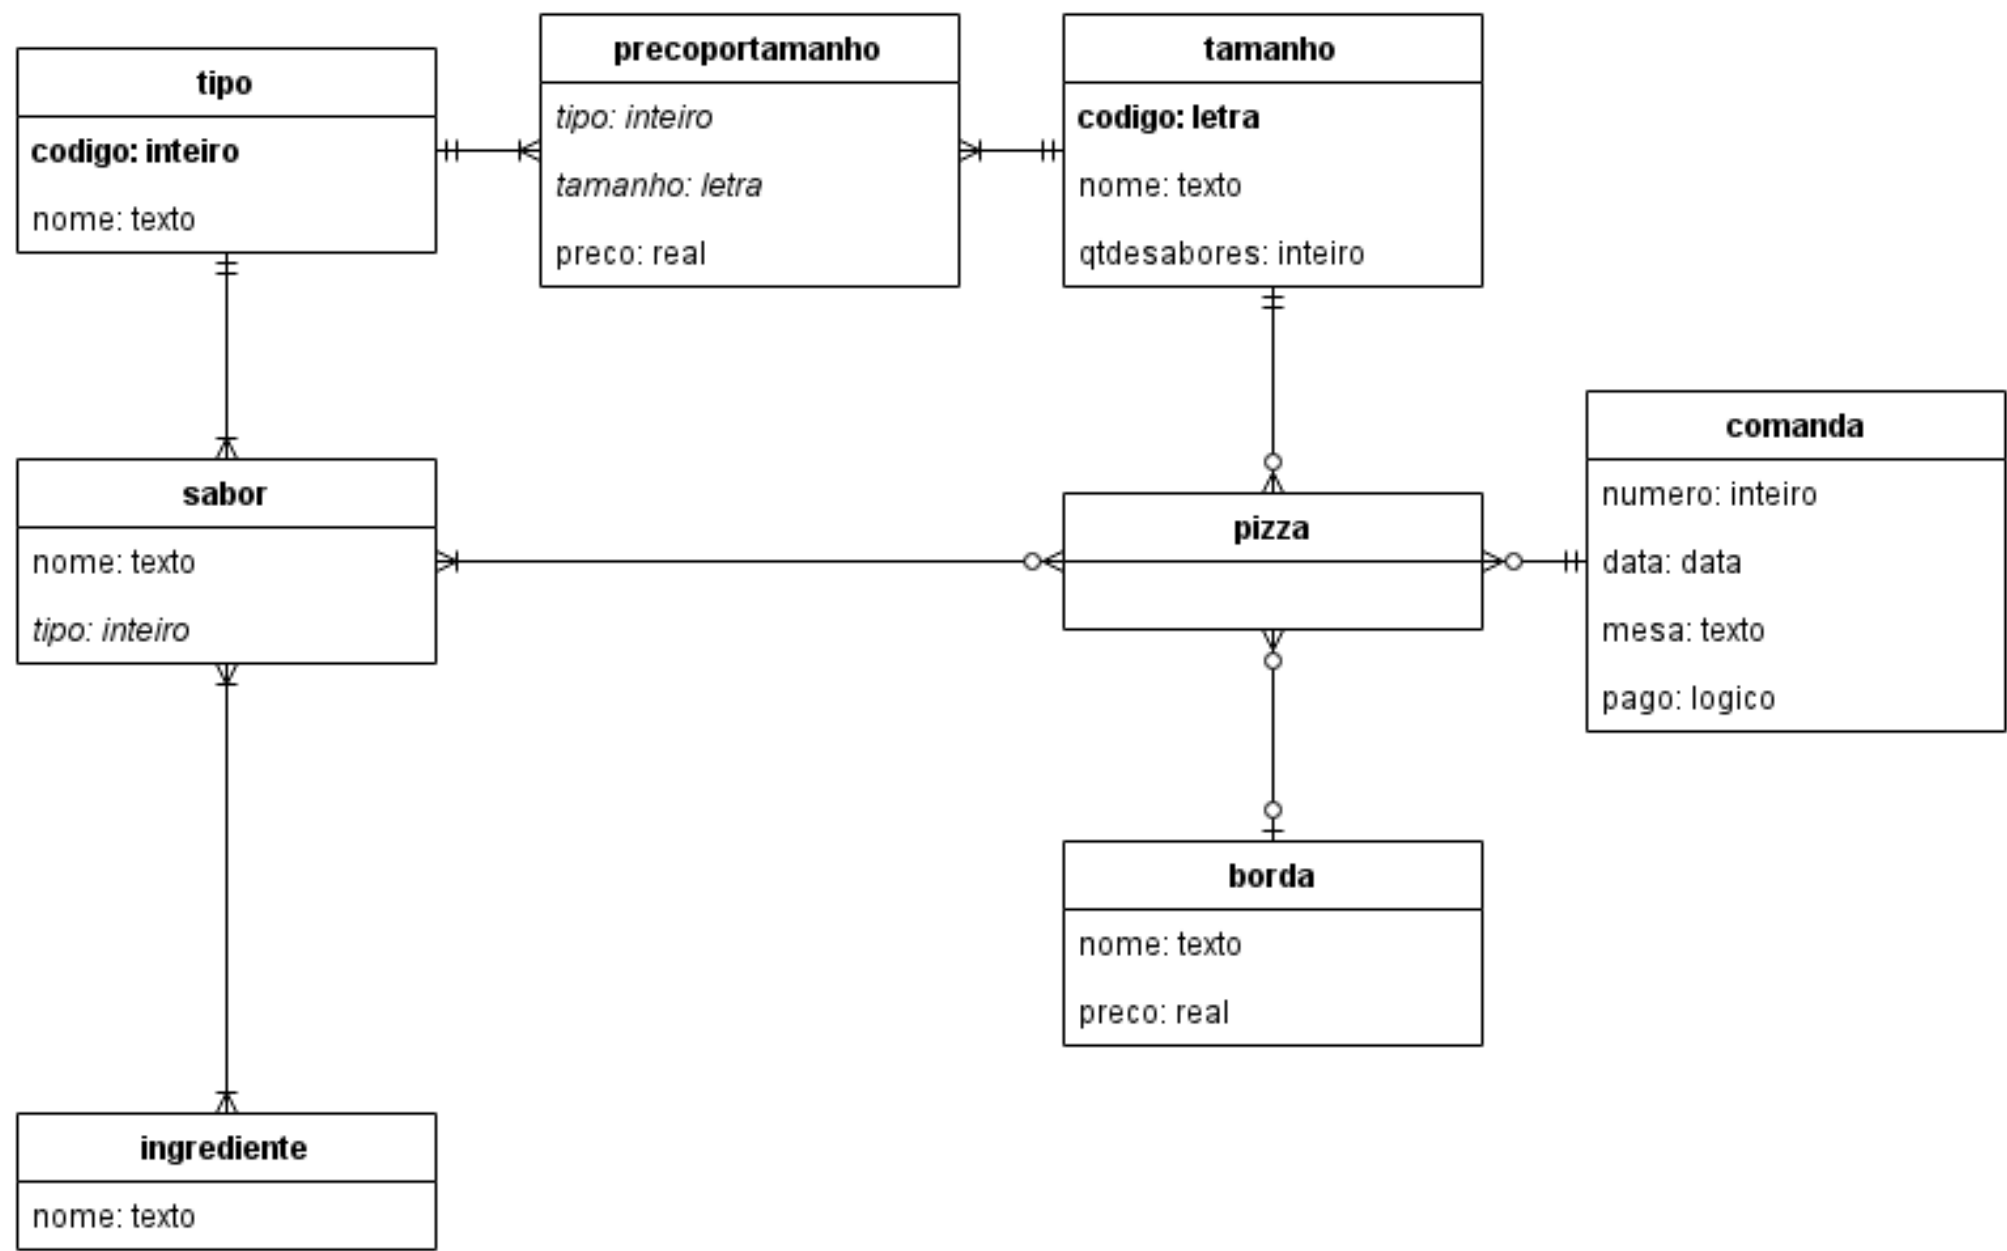 tipo
codigo: inteiro
nome: texto
precoportamanho
tipo: inteiro
tamanho: letra
preco: real
tamanho
codigo: letra
nome: texto
qtdesabores: inteiro
sabor
nome: texto
tipo: inteiro
pizza
comanda
numero: inteiro
data: data
mesa: texto
pago: logico
borda
nome: texto
preco: real
ingrediente
nome: texto